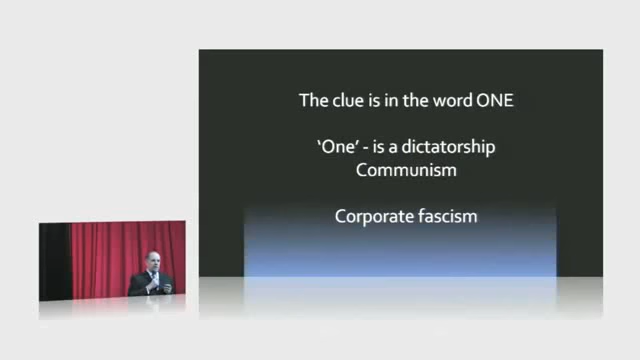 The clue is in the word ONE
‘One’ - is a dictatorship
Communism
Corporate fascism